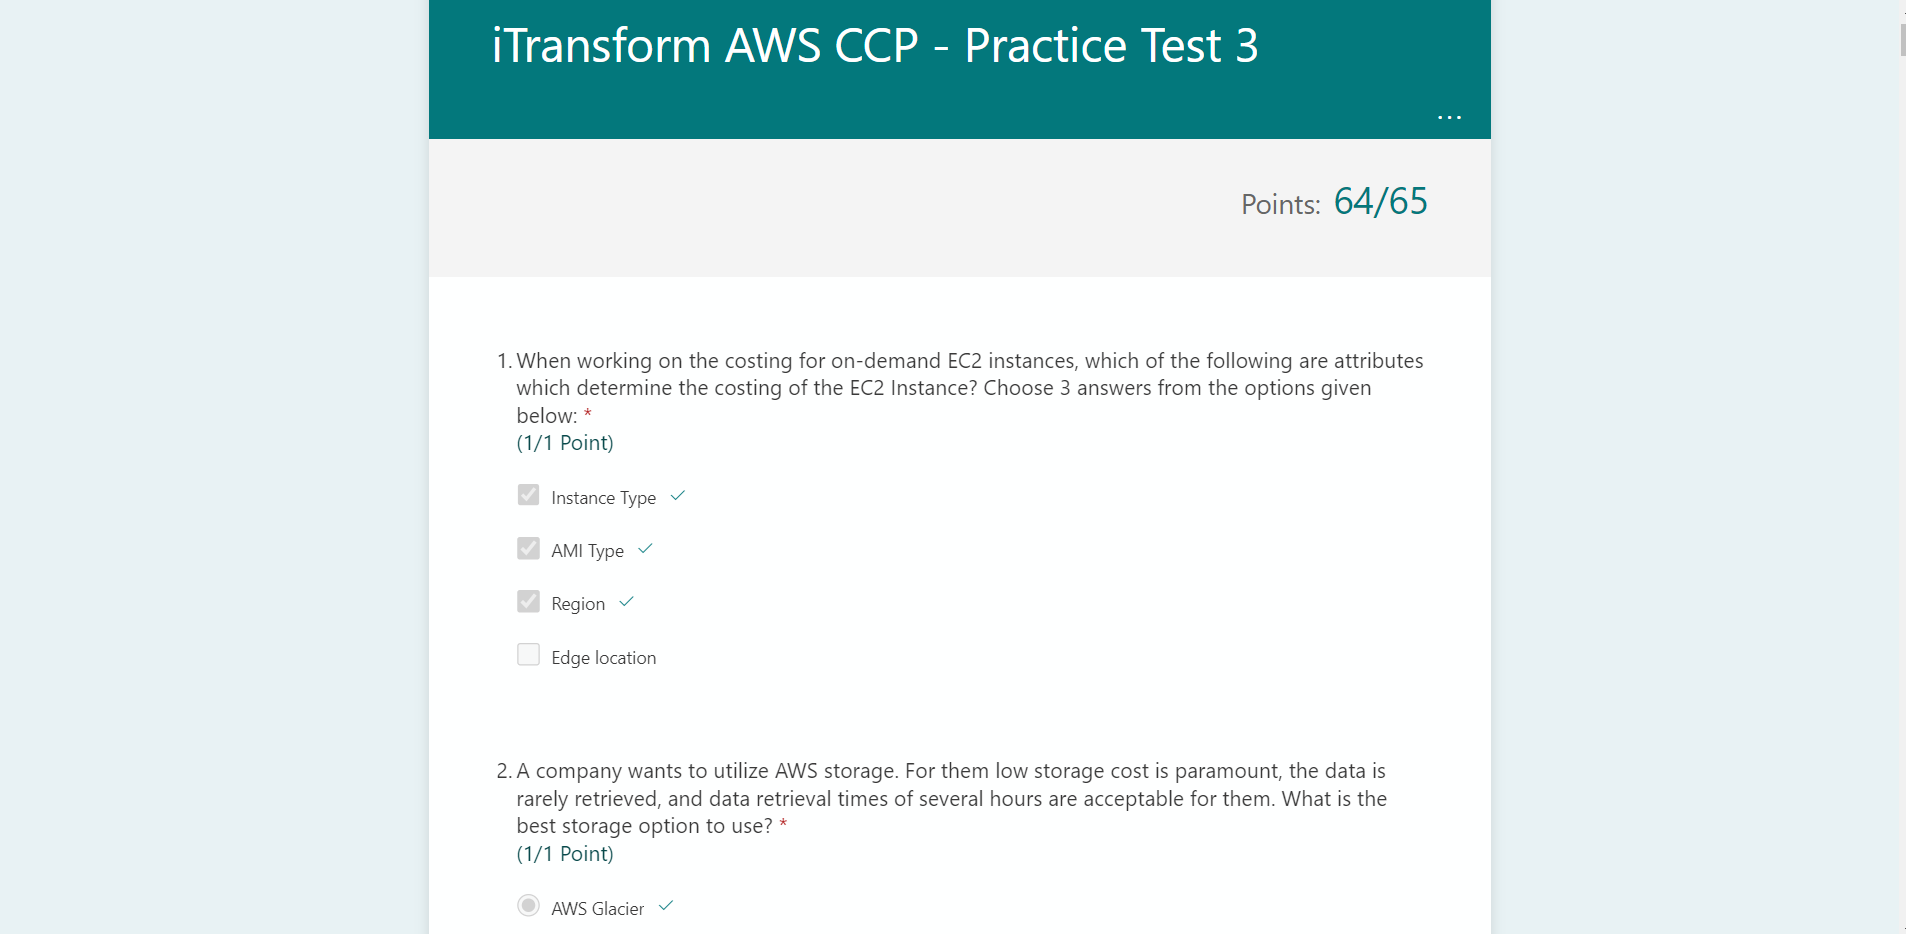 iTransform AWS CCP - Practice Test 3
...
Points: 64/65
1. When working on the costing for on-demand EC2 instances, which of the following are attributes
which determine the costing of the EC2 Instance? Choose 3 answers from the options given
below: *
(1/1 Point)
Instance Type
AMI Type
Region
Edge location
2. A company wants to utilize AWS storage. For them low storage cost is paramount, the data is
rarely retrieved, and data retrieval times of several hours are acceptable for them. What is the
best storage option to use? *
(1/1 Point)
AWS Glacier